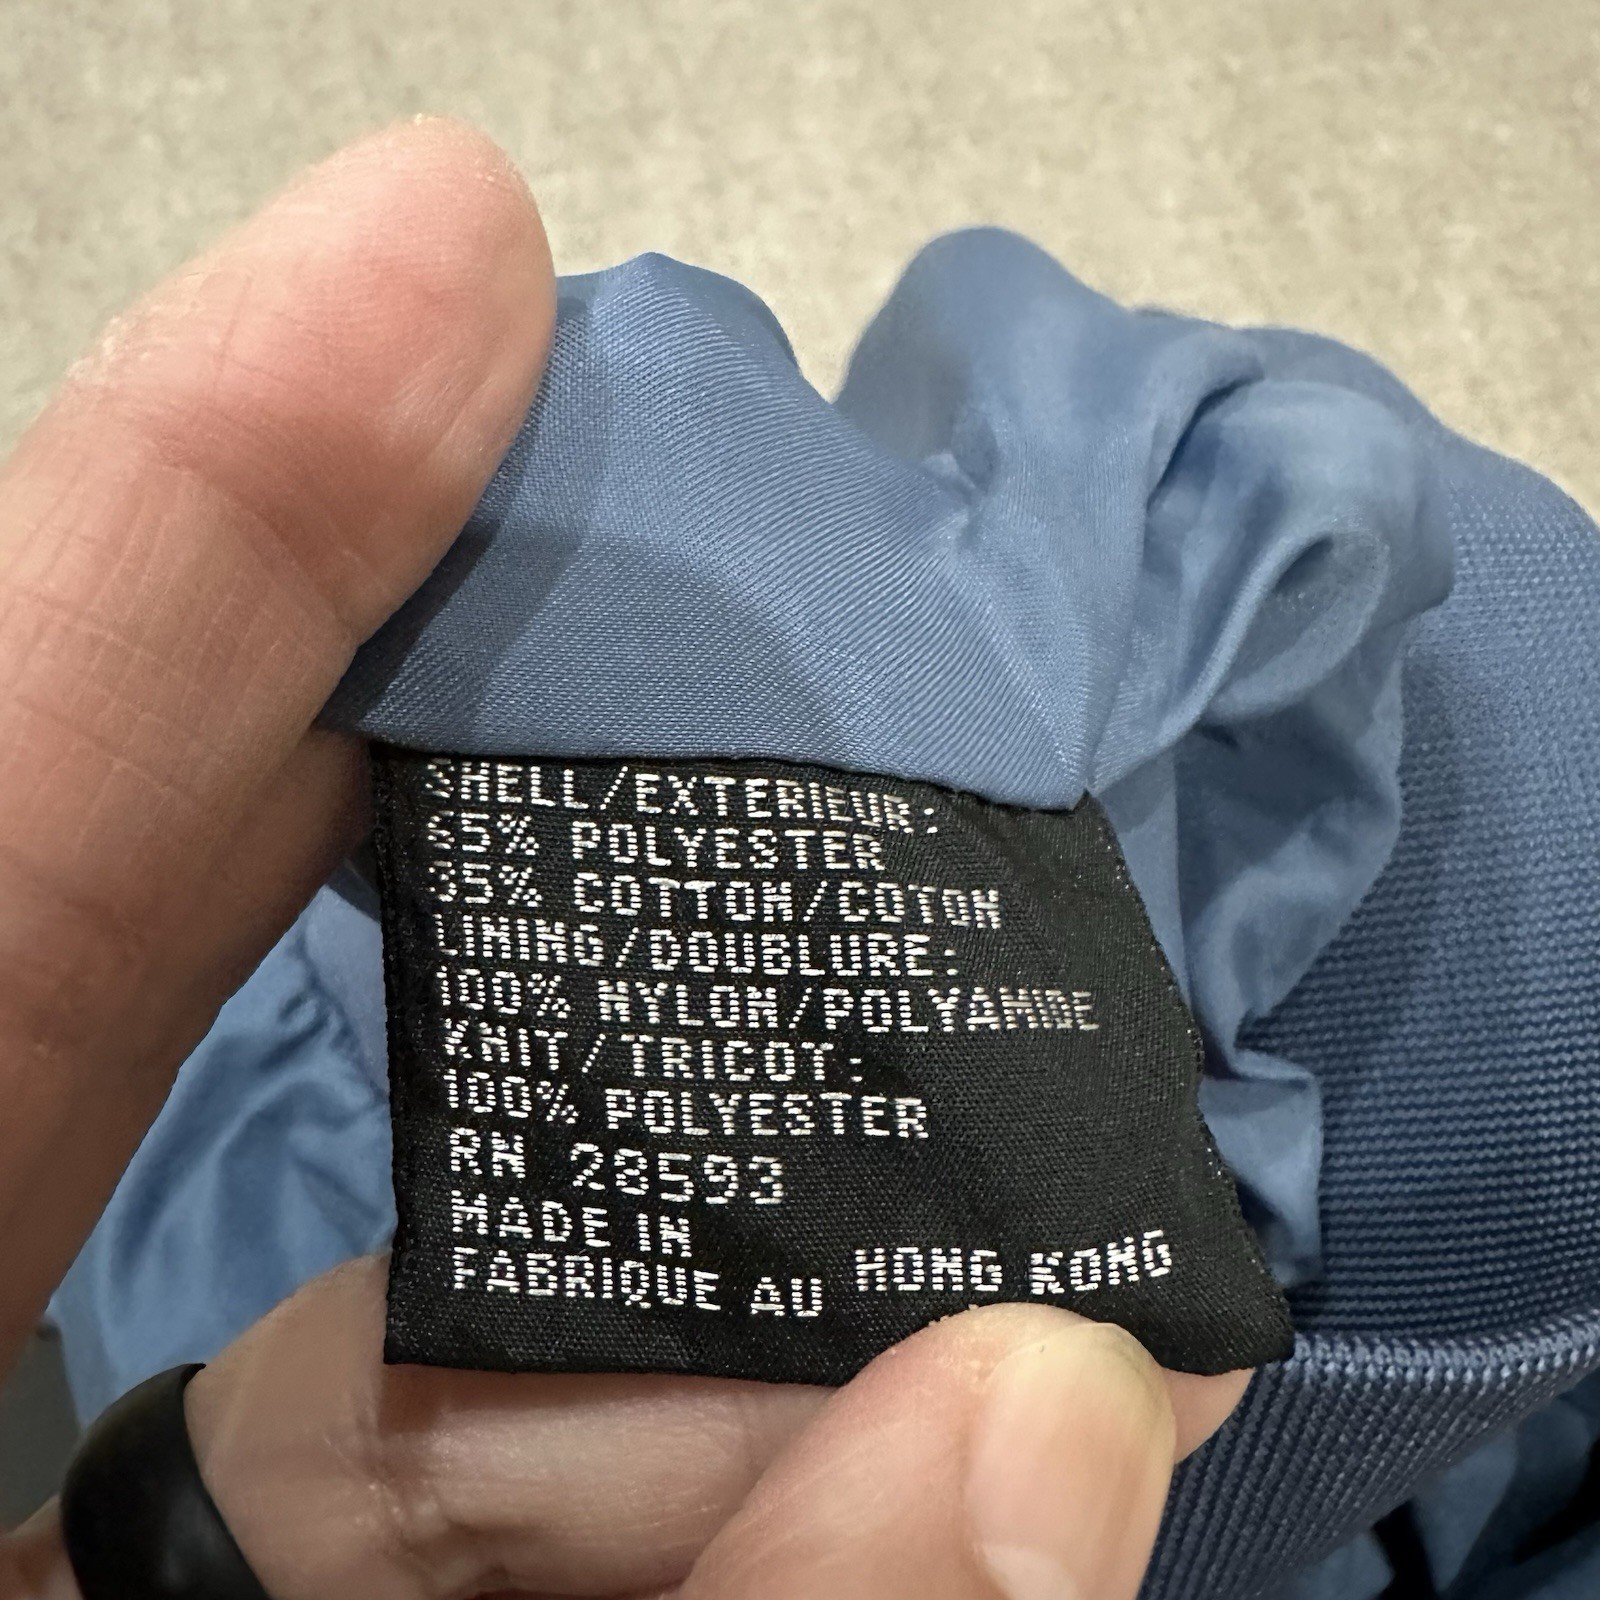 SHELL/EXTERIEUR:
65% POLYESTER
35% COTTON/COTON
LINING/DOUBLURE:
100% NYLON/POLYAMIDE
KNIT/TRICOT:
100% POLYESTER
RN 28593
MADE IN
FABRIQUE AU HONG KONG